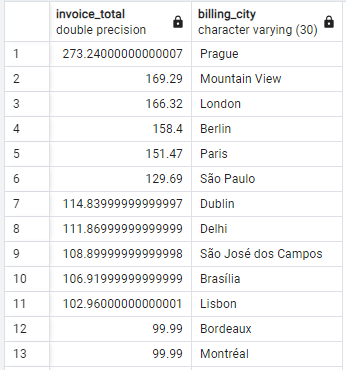 invoice_total billing_city
double precision character varying (30)
1 273.24000000000007 Prague
2 169.29 Mountain View
3 166.32 London
4 158.4 Berlin
5 151.47 Paris
6 129.69 São Paulo
7 114.83999999999997 Dublin
8 111.86999999999999 Delhi
9 108.89999999999998 São José dos Campos
10 106.91999999999999 Brasília
11 102.96000000000001 Lisbon
12 99.99 Bordeaux
13 99.99 Montréal